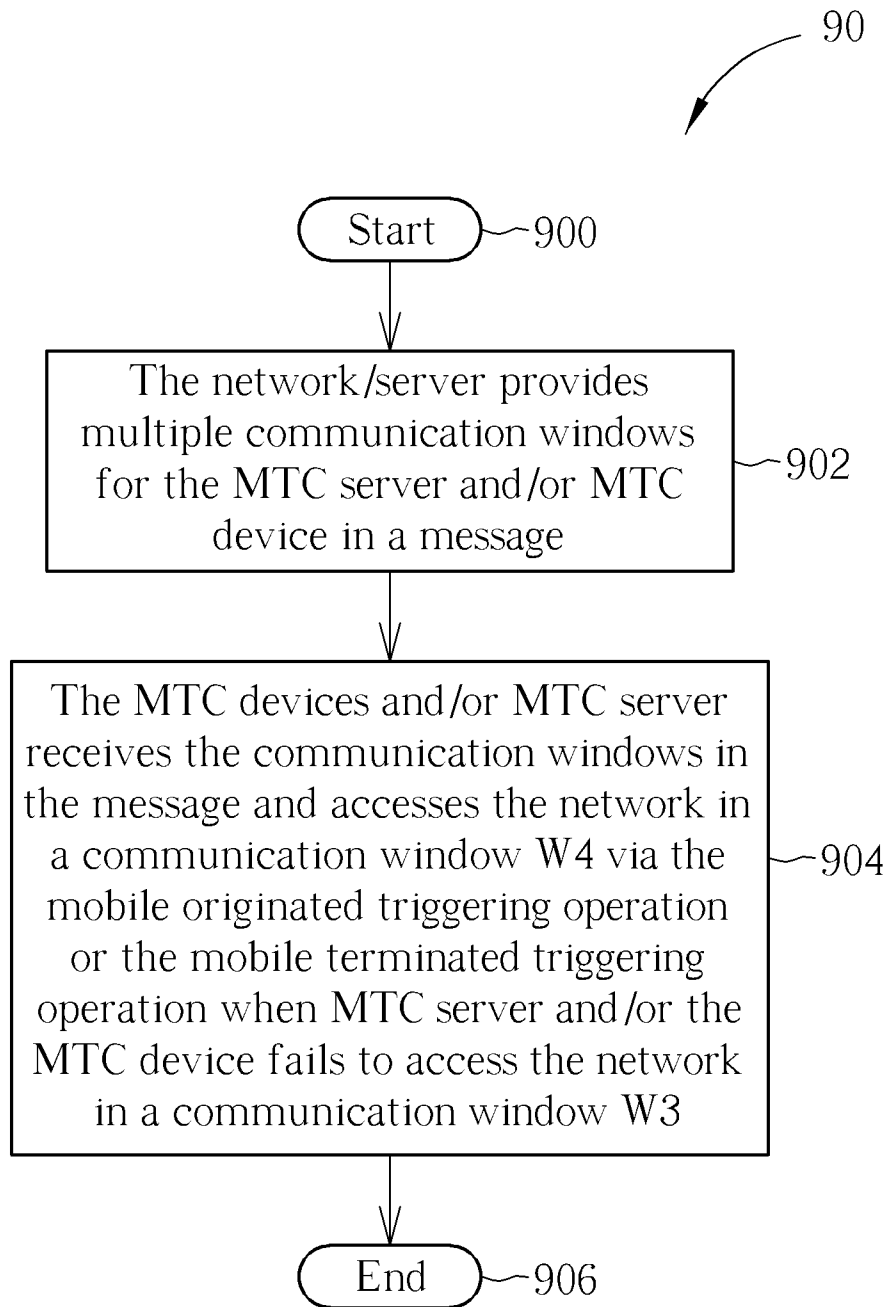 90
Start
900
The network/server provides
multiple communication windows
for the MTC server and/or MTC
device in a message
902
The MTC devices and/or MTC server
receives the communication windows in
the message and accesses the network in
a communication window W4 via the
mobile originated triggering operation
or the mobile terminated triggering
operation when MTC server and/or the
MTC device fails to access the network
in a communication window W3
904
End
906